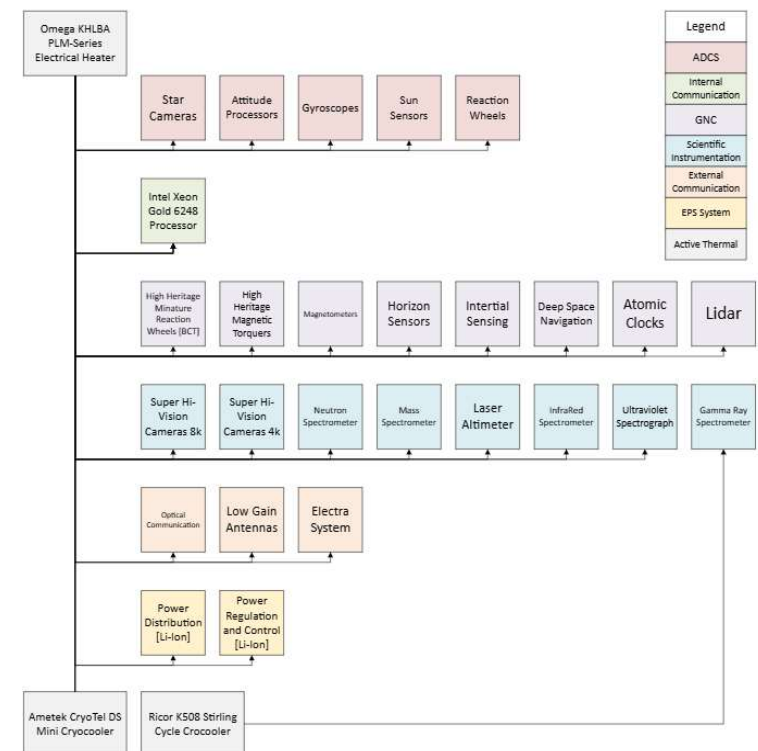 Omega KHLBA
PLM-Series
Electrical Heater
Legend
ADCS
Internal
Communication
GNC
Scientific
Instrumentation
External
Communication
EPS System
Active Thermal
Star
Cameras
Attitude
Processors
Gyroscopes
Sun
Sensors
Reaction
Wheels
Intel Xeon
Gold 6248
Processor
High Heritage
Minature
Reaction
Wheels [BCT]
High
Heritage
Magnetic
Torquers
Magnetometers
Horizon
Sensors
Intertial
Sensing
Deep Space
Navigation
Atomic
Clocks
Lidar
Super Hi-
Vision
Cameras 8k
Super Hi-
Vision
Cameras 4k
Neutron
Spectrometer
Mass
Spectrometer
Laser
Altimeter
InfraRed
Spectrometer
Ultraviolet
Spectrograph
Gamma Ray
Spectrometer
Optical
Communication
Low Gain
Antennas
Electra
System
Power
Distribution
[Li-Ion]
Power
Regulation
and Control
[Li-Ion]
Ametek CryoTel DS
Mini Cryocooler
Ricor K508 Stirling
Cycle Crocooler